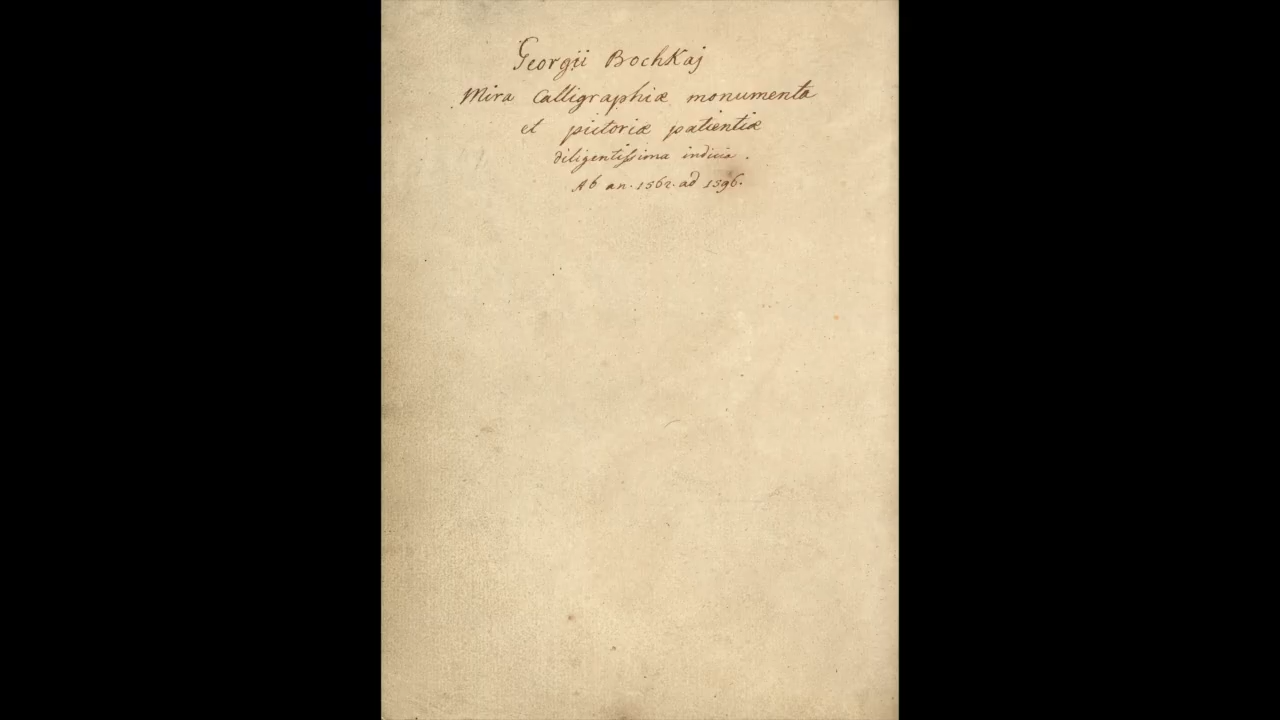 Georgii Bochkaj
Mira Calligraphiæ monumenta
et pictoriæ patientiæ
diligentissima indicia.
Ab an. 1562. ad 1596.